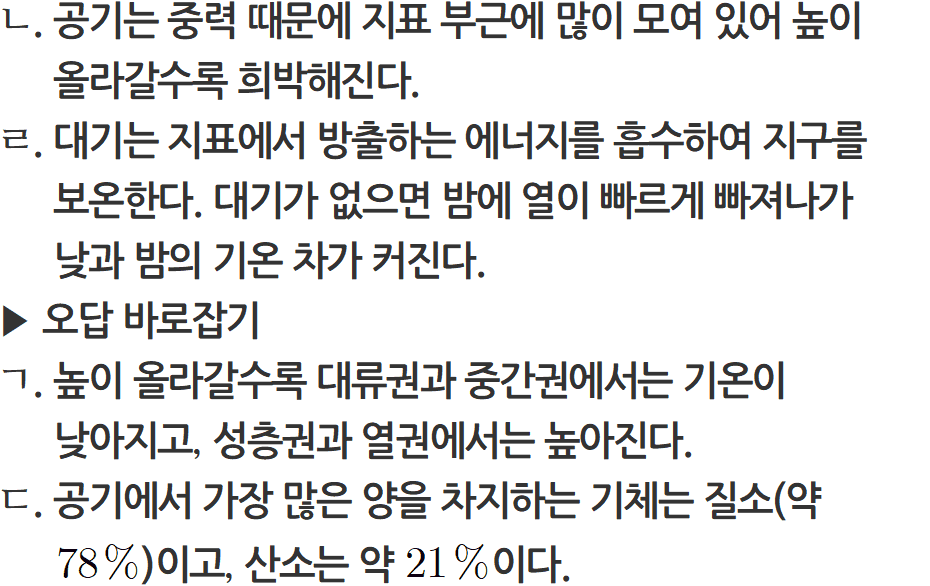 ㄴ. 공기는 중력 때문에 지표 부근에 많이 모여 있어 높이
올라갈수록 희박해진다.
ㄹ. 대기는 지표에서 방출하는 에너지를 흡수하여 지구를
보온한다. 대기가 없으면 밤에 열이 빠르게 빠져나가
낮과 밤의 기온 차가 커진다.
▶ 오답 바로잡기
ㄱ. 높이 올라갈수록 대류권과 중간권에서는 기온이
낮아지고, 성층권과 열권에서는 높아진다.
ㄷ. 공기에서 가장 많은 양을 차지하는 기체는 질소(약
78%)이고, 산소는 약 21%이다.